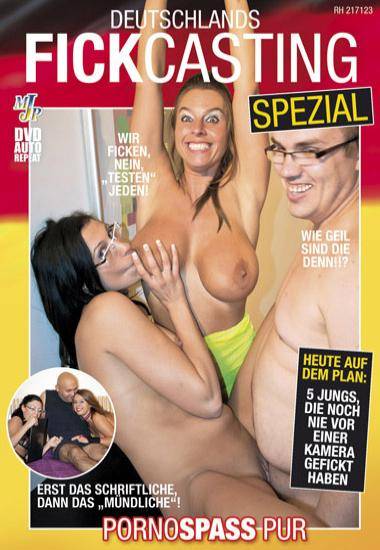 RH 217123
DEUTSCHLANDS
FICKCASTING
SPEZIAL
MJP
DVD
AUTO
REPEAT
WIR
FICKEN,
NEIN,
„TESTEN"
JEDEN!
WIE GEIL
SIND DIE
DENN!!?
HEUTE AUF
DEM PLAN:
5 JUNGS,
DIE NOCH
NIE VOR
EINER
KAMERA
GEFICKT
HABEN
ERST DAS SCHRIFTLICHE,
DANN DAS „MÜNDLICHE"!
PORNOSPASS PUR